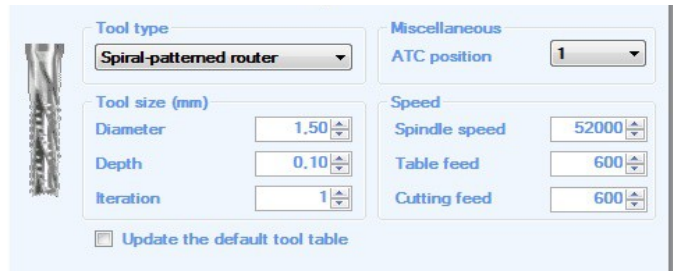 Tool type
Spiral-patterned router
Miscellaneous
ATC position 1
Tool size (mm)
Diameter 1,50
Depth 0,10
Iteration 1
Speed
Spindle speed 52000
Table feed 600
Cutting feed 600
Update the default tool table